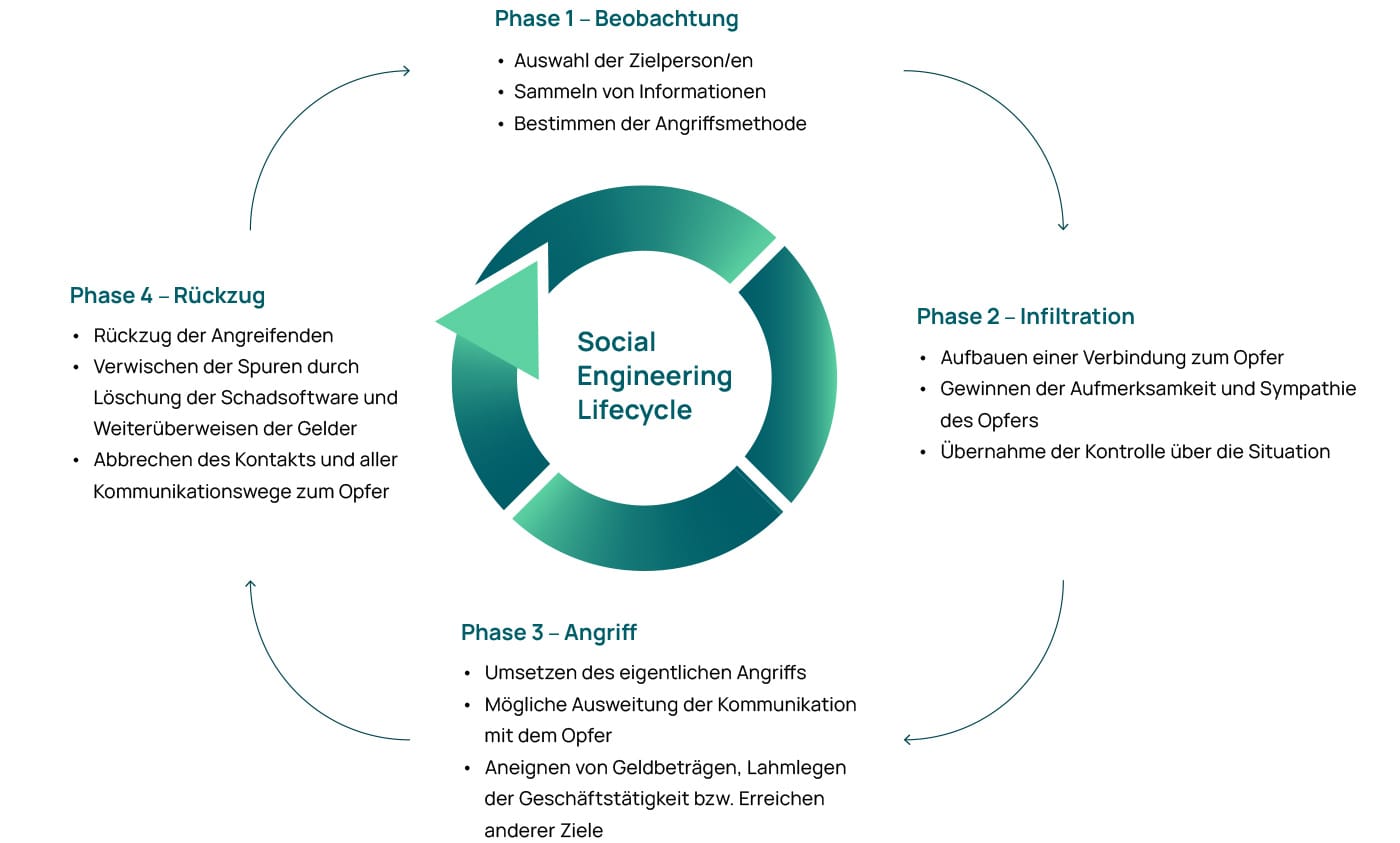 Phase 1 – Beobachtung
• Auswahl der Zielperson/en
• Sammeln von Informationen
• Bestimmen der Angriffsmethode
Social
Engineering
Lifecycle
Phase 2 – Infiltration
• Aufbauen einer Verbindung zum Opfer
• Gewinnen der Aufmerksamkeit und Sympathie
des Opfers
• Übernahme der Kontrolle über die Situation
Phase 3 – Angriff
• Umsetzen des eigentlichen Angriffs
• Mögliche Ausweitung der Kommunikation
mit dem Opfer
• Aneignen von Geldbeträgen, Lahmlegen
der Geschäftstätigkeit bzw. Erreichen
anderer Ziele
Phase 4 – Rückzug
• Rückzug der Angreifenden
• Verwischen der Spuren durch
Löschung der Schadsoftware und
Weiterüberweisen der Gelder
• Abbrechen des Kontakts und aller
Kommunikationswege zum Opfer